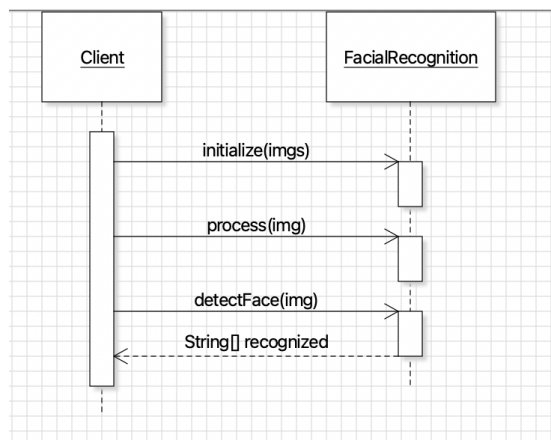 Client
FacialRecognition
initialize(imgs)
process(img)
detectFace(img)
String[] recognized